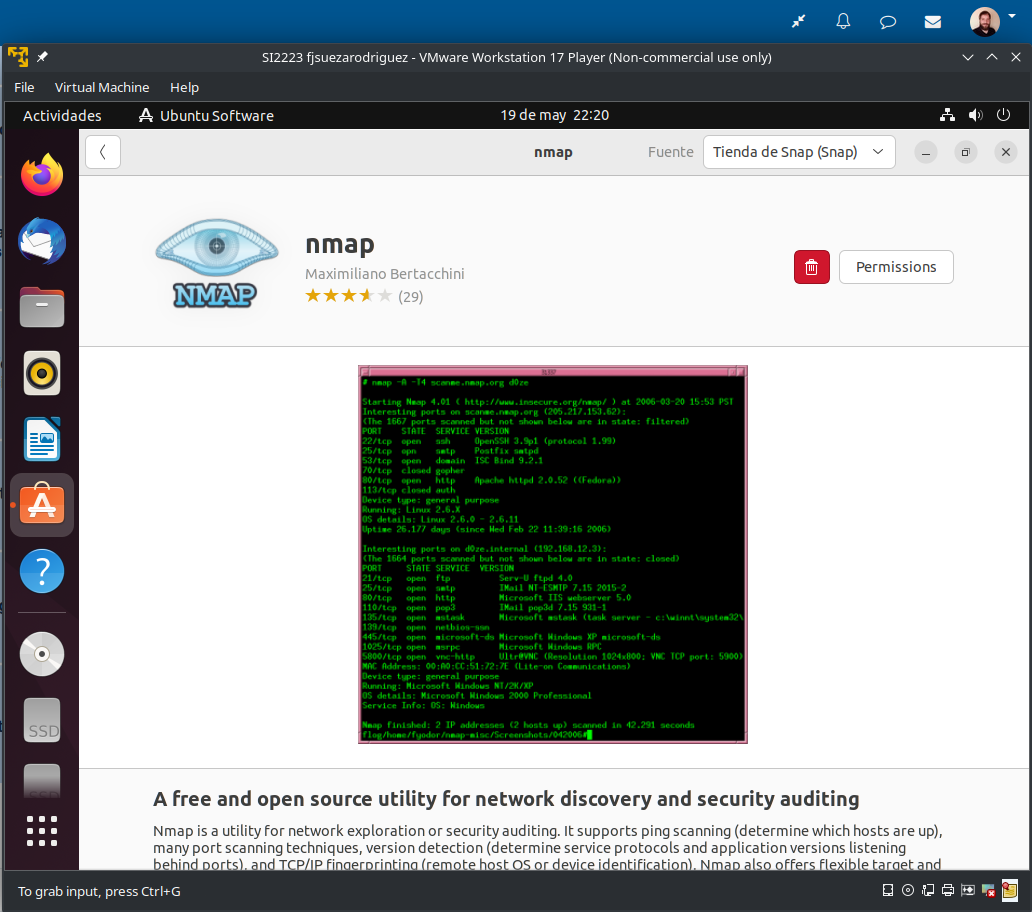 SI2223 fjsuezarodriguez - VMware Workstation 17 Player (Non-commercial use only)
File Virtual Machine Help
Actividades Ubuntu Software 19 de may 22:20
nmap Fuente Tienda de Snap (Snap)
NMAP
nmap
Maximiliano Bertacchini
(29)
Permissions
# nmap -A -T4 scanme.nmap.org d0ze
Starting Nmap 4.01 ( http://www.insecure.org/nmap/ ) at 2006-03-20 15:53 PST
Interesting ports on scanme.nmap.org (205.217.153.62):
(The 1667 ports scanned but not shown below are in state: filtered)
PORT STATE SERVICE VERSION
22/tcp open ssh OpenSSH 3.9p1 (protocol 1.99)
25/tcp opn smtp Postfix smtpd
53/tcp open domain ISC Bind 9.2.1
70/tcp closed gopher
80/tcp open http Apache httpd 2.0.52 ((Fedora))
113/tcp closed auth
Device type: general purpose
Running: Linux 2.6.X
OS details: Linux 2.6.0 - 2.6.11
Uptime 26.177 days (since Wed Feb 22 11:39:16 2006)
Interesting ports on d0ze.internal (192.168.12.3):
(The 1664 ports scanned but not shown below are in state: closed)
PORT STATE SERVICE VERSION
21/tcp open ftp Serv-U ftpd 4.0
25/tcp open smtp IMail NT-ESMTP 7.15 2015-2
80/tcp open http Microsoft IIS webserver 5.0
110/tcp open pop3 IMail pop3d 7.15 931-1
135/tcp open mstask Microsoft mstask (task server - c:\winnt\system32\
139/tcp open netbios-ssn
445/tcp open microsoft-ds Microsoft Windows XP microsoft-ds
1025/tcp open msrpc Microsoft Windows RPC
5800/tcp open vnc-http Ultr@VNC (Resolution 1024x800; VNC TCP port: 5900)
MAC Address: 00:A0:CC:51:72:7E (Lite-on Communications)
Device type: general purpose
Running: Microsoft Windows NT/2K/XP
OS details: Microsoft Windows 2000 Professional
Service Info: OS: Windows
Nmap finished: 2 IP addresses (2 hosts up) scanned in 42.291 seconds
flog/home/fyodor/nmap-misc/Screenshots/042006#
SSD
SSD
A free and open source utility for network discovery and security auditing
Nmap is a utility for network exploration or security auditing. It supports ping scanning (determine which hosts are up),
many port scanning techniques, version detection (determine service protocols and application versions listening
behind ports), and TCP/IP fingerprinting (remote host OS or device identification). Nmap also offers flexible target and
To grab input, press Ctrl+G